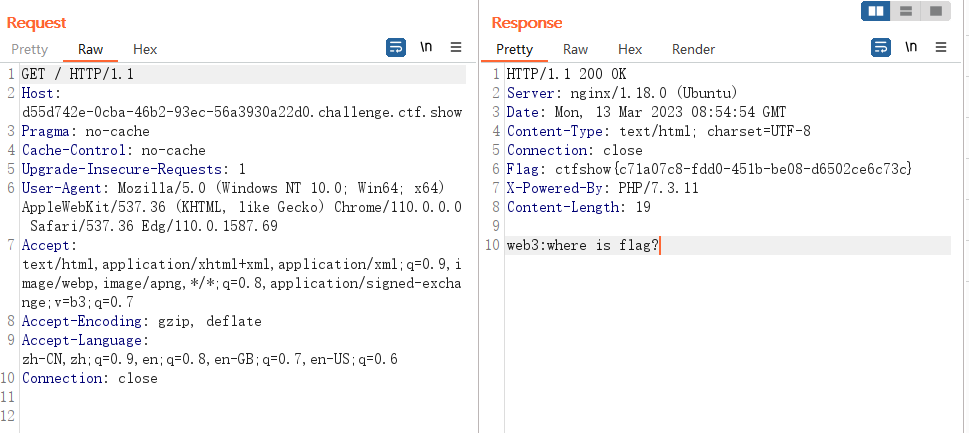 Request
Response
Pretty Raw Hex \n
Pretty Raw Hex Render \n
1 GET / HTTP/1.1
2 Host:
d55d742e-0cba-46b2-93ec-56a3930a22d0.challenge.ctf.show
3 Pragma: no-cache
4 Cache-Control: no-cache
5 Upgrade-Insecure-Requests: 1
6 User-Agent: Mozilla/5.0 (Windows NT 10.0; Win64; x64)
AppleWebKit/537.36 (KHTML, like Gecko) Chrome/110.0.0.0
Safari/537.36 Edg/110.0.1587.69
7 Accept:
text/html,application/xhtml+xml,application/xml;q=0.9,i
mage/webp,image/apng,*/*;q=0.8,application/signed-excha
nge;v=b3;q=0.7
8 Accept-Encoding: gzip, deflate
9 Accept-Language:
zh-CN,zh;q=0.9,en;q=0.8,en-GB;q=0.7,en-US;q=0.6
10 Connection: close
11
12
1 HTTP/1.1 200 OK
2 Server: nginx/1.18.0 (Ubuntu)
3 Date: Mon, 13 Mar 2023 08:54:54 GMT
4 Content-Type: text/html; charset=UTF-8
5 Connection: close
6 Flag: ctfshow{c71a07c8-fdd0-451b-be08-d6502ce6c73c}
7 X-Powered-By: PHP/7.3.11
8 Content-Length: 19
9
10 web3:where is flag?